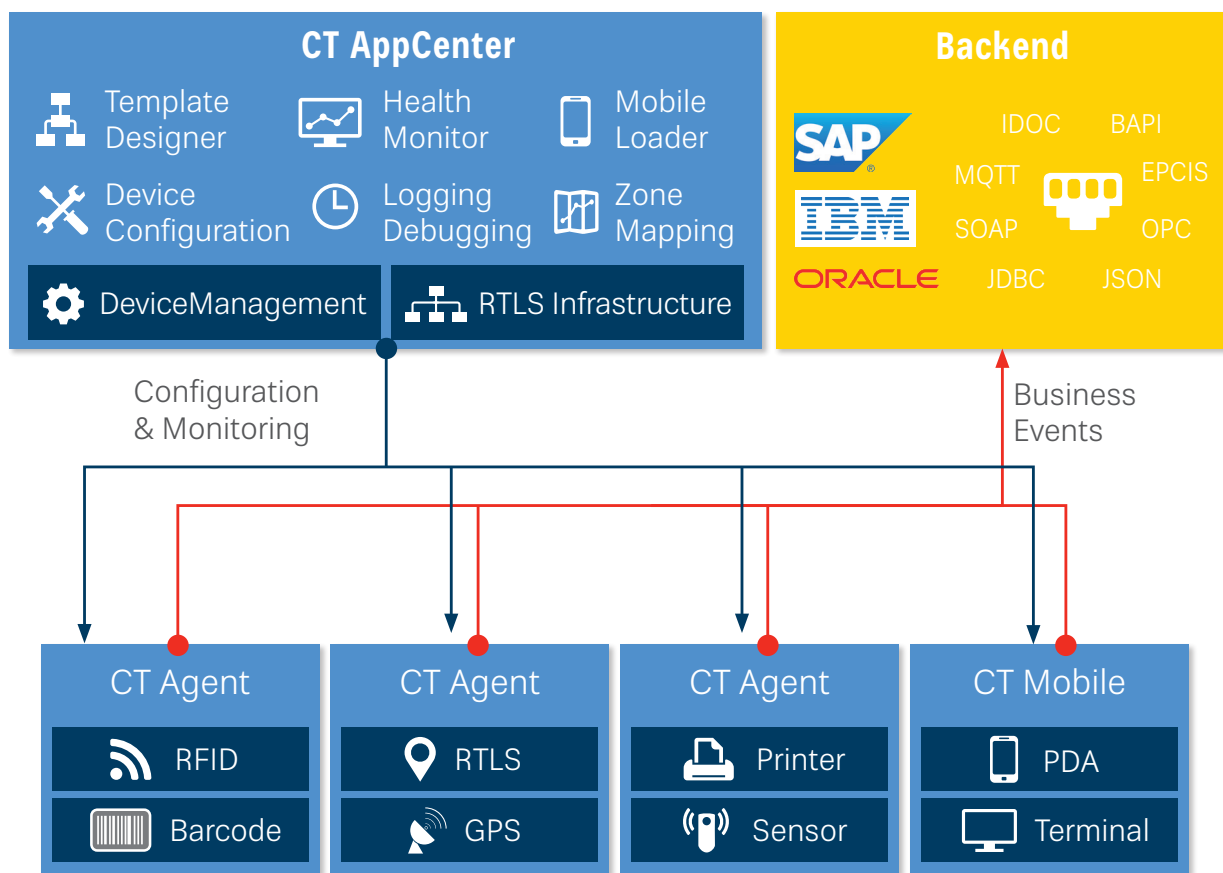 CT AppCenter
Template
Designer
Health
Monitor
Mobile
Loader
Device
Configuration
Logging
Debugging
Zone
Mapping
DeviceManagement
RTLS Infrastructure
Backend
SAP
®
IBM
ORACLE
IDOC
BAPI
MQTT
EPCIS
SOAP
OPC
JDBC
JSON
Configuration
& Monitoring
Business
Events
CT Agent
RFID
Barcode
CT Agent
RTLS
GPS
CT Agent
Printer
Sensor
CT Mobile
PDA
Terminal